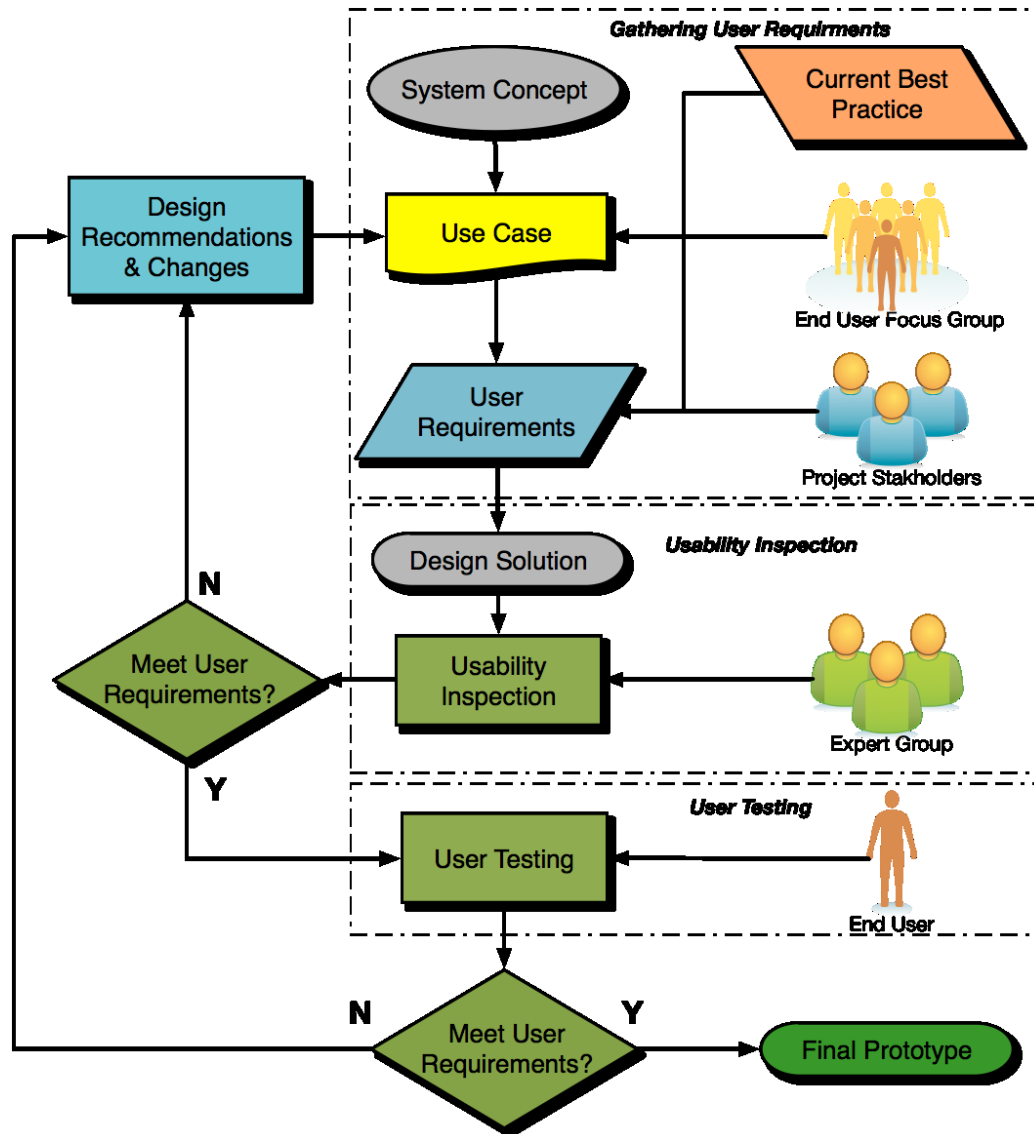 Gathering User Requirments
System Concept
Current Best
Practice
Design
Recommendations
& Changes
Use Case
End User Focus Group
User
Requirements
Project Stakholders
Design Solution
Usability Inspection
N
Meet User
Requirements?
Usability
Inspection
Expert Group
Y
User Testing
User Testing
End User
N
Y
Meet User
Requirements?
Final Prototype